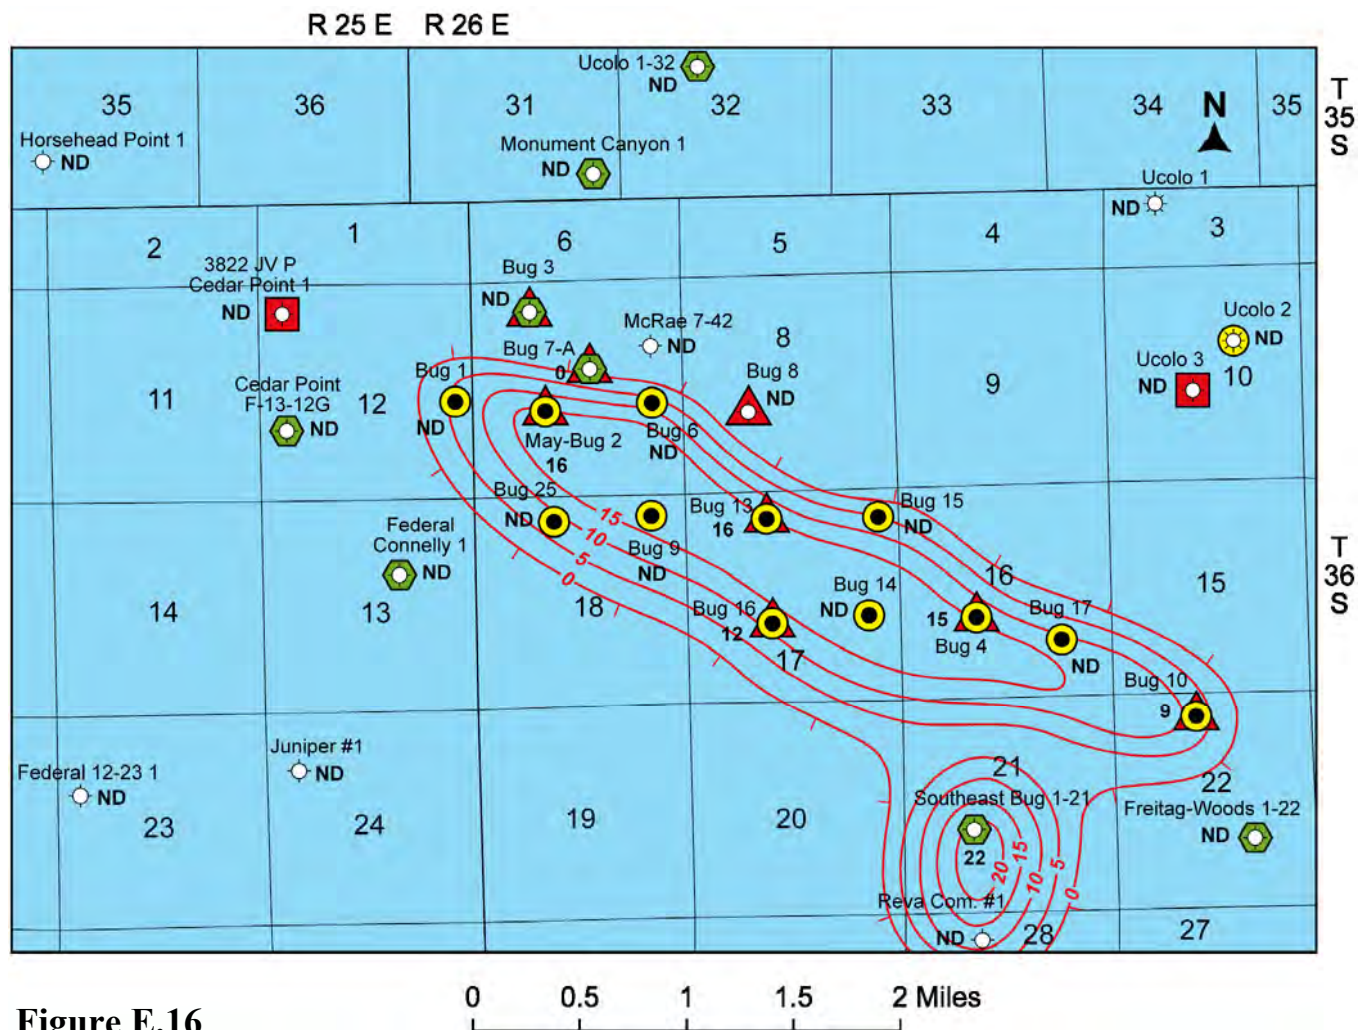 R 25 E R 26 E
Ucolo 1-32
ND
35
36
31
32
33
34
N
35
T
35
S
Horsehead Point 1
ND
Monument Canyon 1
ND
Ucolo 1
ND
2
1
6
5
4
3
3822 JV P
Cedar Point 1
ND
Bug 3
ND
McRae 7-42
ND
8
Ucolo 2
ND
Bug 7-A
0
Bug 1
ND
Bug 8
ND
Ucolo 3
ND
10
Cedar Point
F-13-12G
ND
11
12
9
May-Bug 2
16
Bug 6
ND
Bug 25
ND
Bug 9
ND
Bug 13
16
Bug 15
ND
15
10
5
0
Federal
Connelly 1
ND
14
13
18
Bug 16
12
17
Bug 14
ND
15
Bug 4
16
Bug 17
ND
15
T
36
S
Bug 10
9
Juniper #1
ND
Federal 12-23 1
ND
23
24
19
20
21
22
Southeast Bug 1-21
22
20
15
10
5
0
Freitag-Woods 1-22
ND
Reva Com. #1
ND
28
27
0 0.5 1 1.5 2 Miles
Figure E.16